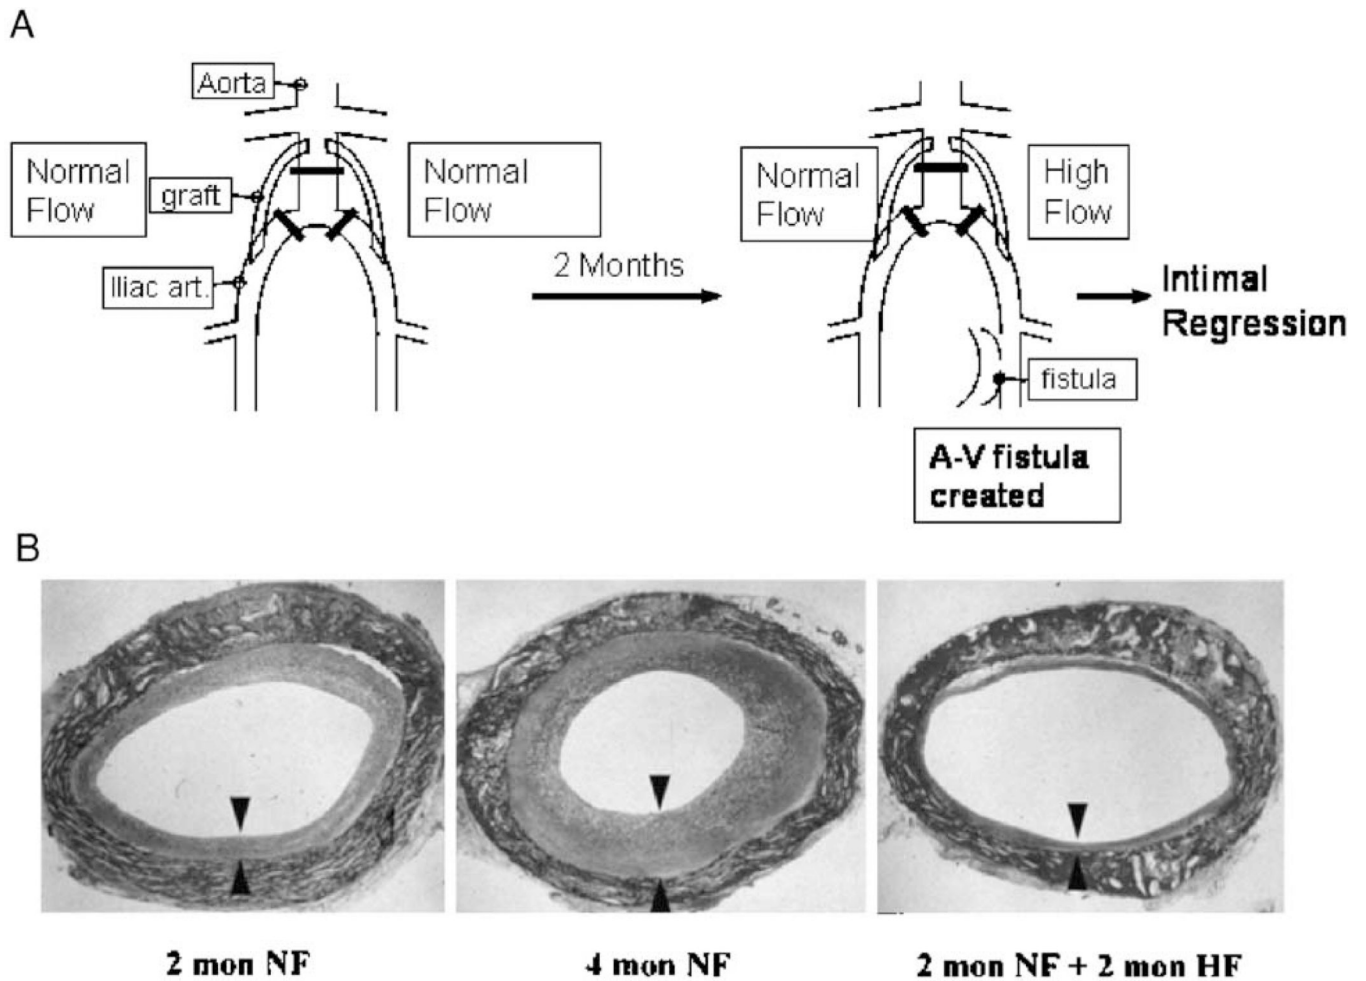 A
Aorta
Normal
Flow
graft
Normal
Flow
Iliac art.
2 Months
Normal
Flow
High
Flow
Intimal
Regression
fistula
A-V fistula
created
B
2 mon NF
4 mon NF
2 mon NF + 2 mon HF